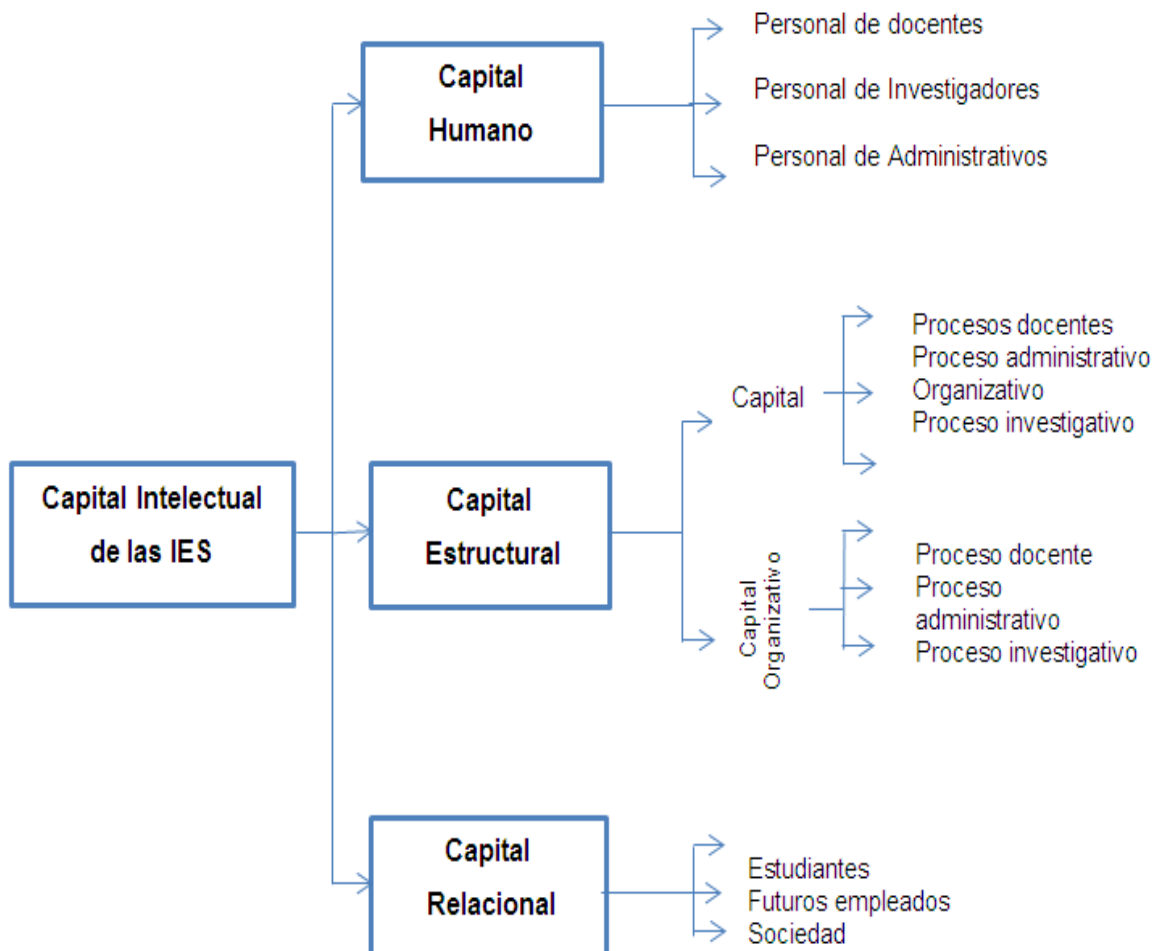 Capital
Humano
Personal de docentes
Personal de Investigadores
Personal de Administrativos
Capital Intelectual
de las IES
Capital
Estructural
Capital
Procesos docentes
Proceso administrativo
Organizativo
Proceso investigativo
Capital
Organizativo
Proceso docente
Proceso
administrativo
Proceso investigativo
Capital
Relacional
Estudiantes
Futuros empleados
Sociedad